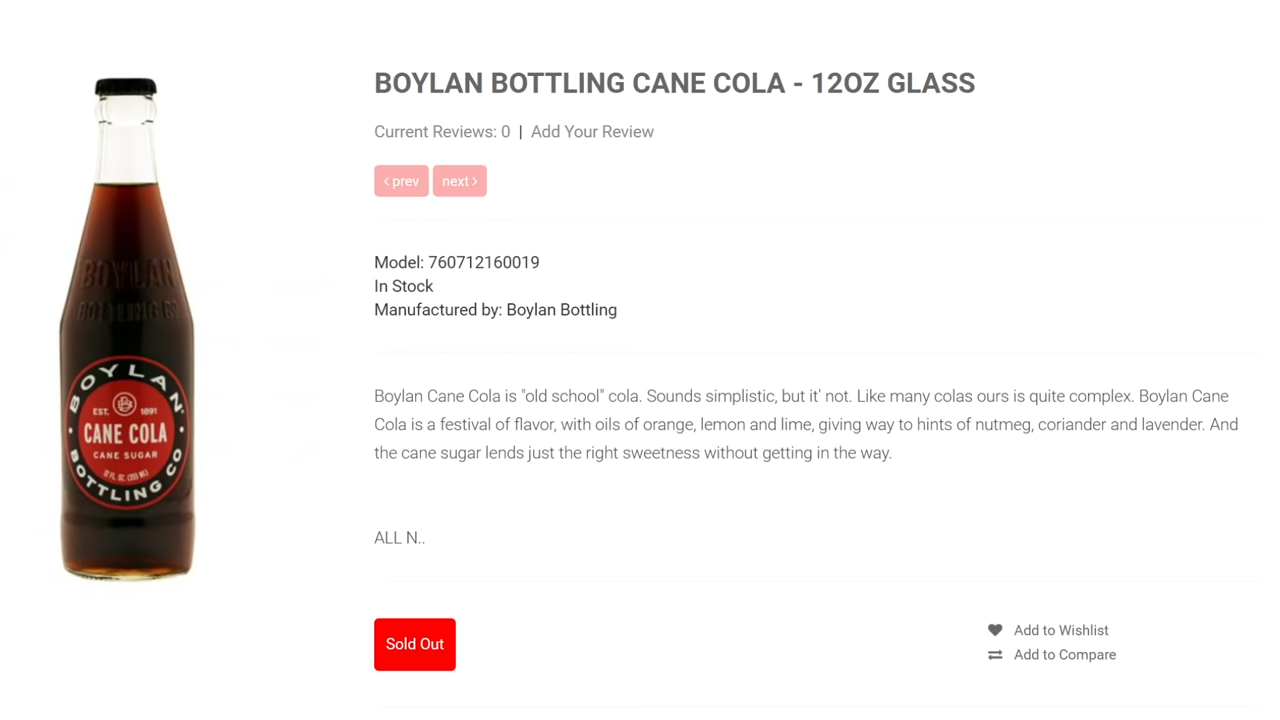 BOYLAN BOTTLING CANE COLA - 12OZ GLASS
Current Reviews: 0 | Add Your Review
‹ prev next ›
Model: 760712160019
In Stock
Manufactured by: Boylan Bottling
Boylan Cane Cola is "old school" cola. Sounds simplistic, but it' not. Like many colas ours is quite complex. Boylan Cane
Cola is a festival of flavor, with oils of orange, lemon and lime, giving way to hints of nutmeg, coriander and lavender. And
the cane sugar lends just the right sweetness without getting in the way.
ALL N..
Sold Out
Add to Wishlist
Add to Compare
BOYLAN
BOTTLING CO
BOYLAN
EST. 1891
CANE COLA
CANE SUGAR
12 FL. OZ. (355 ML)
BOTTLING CO